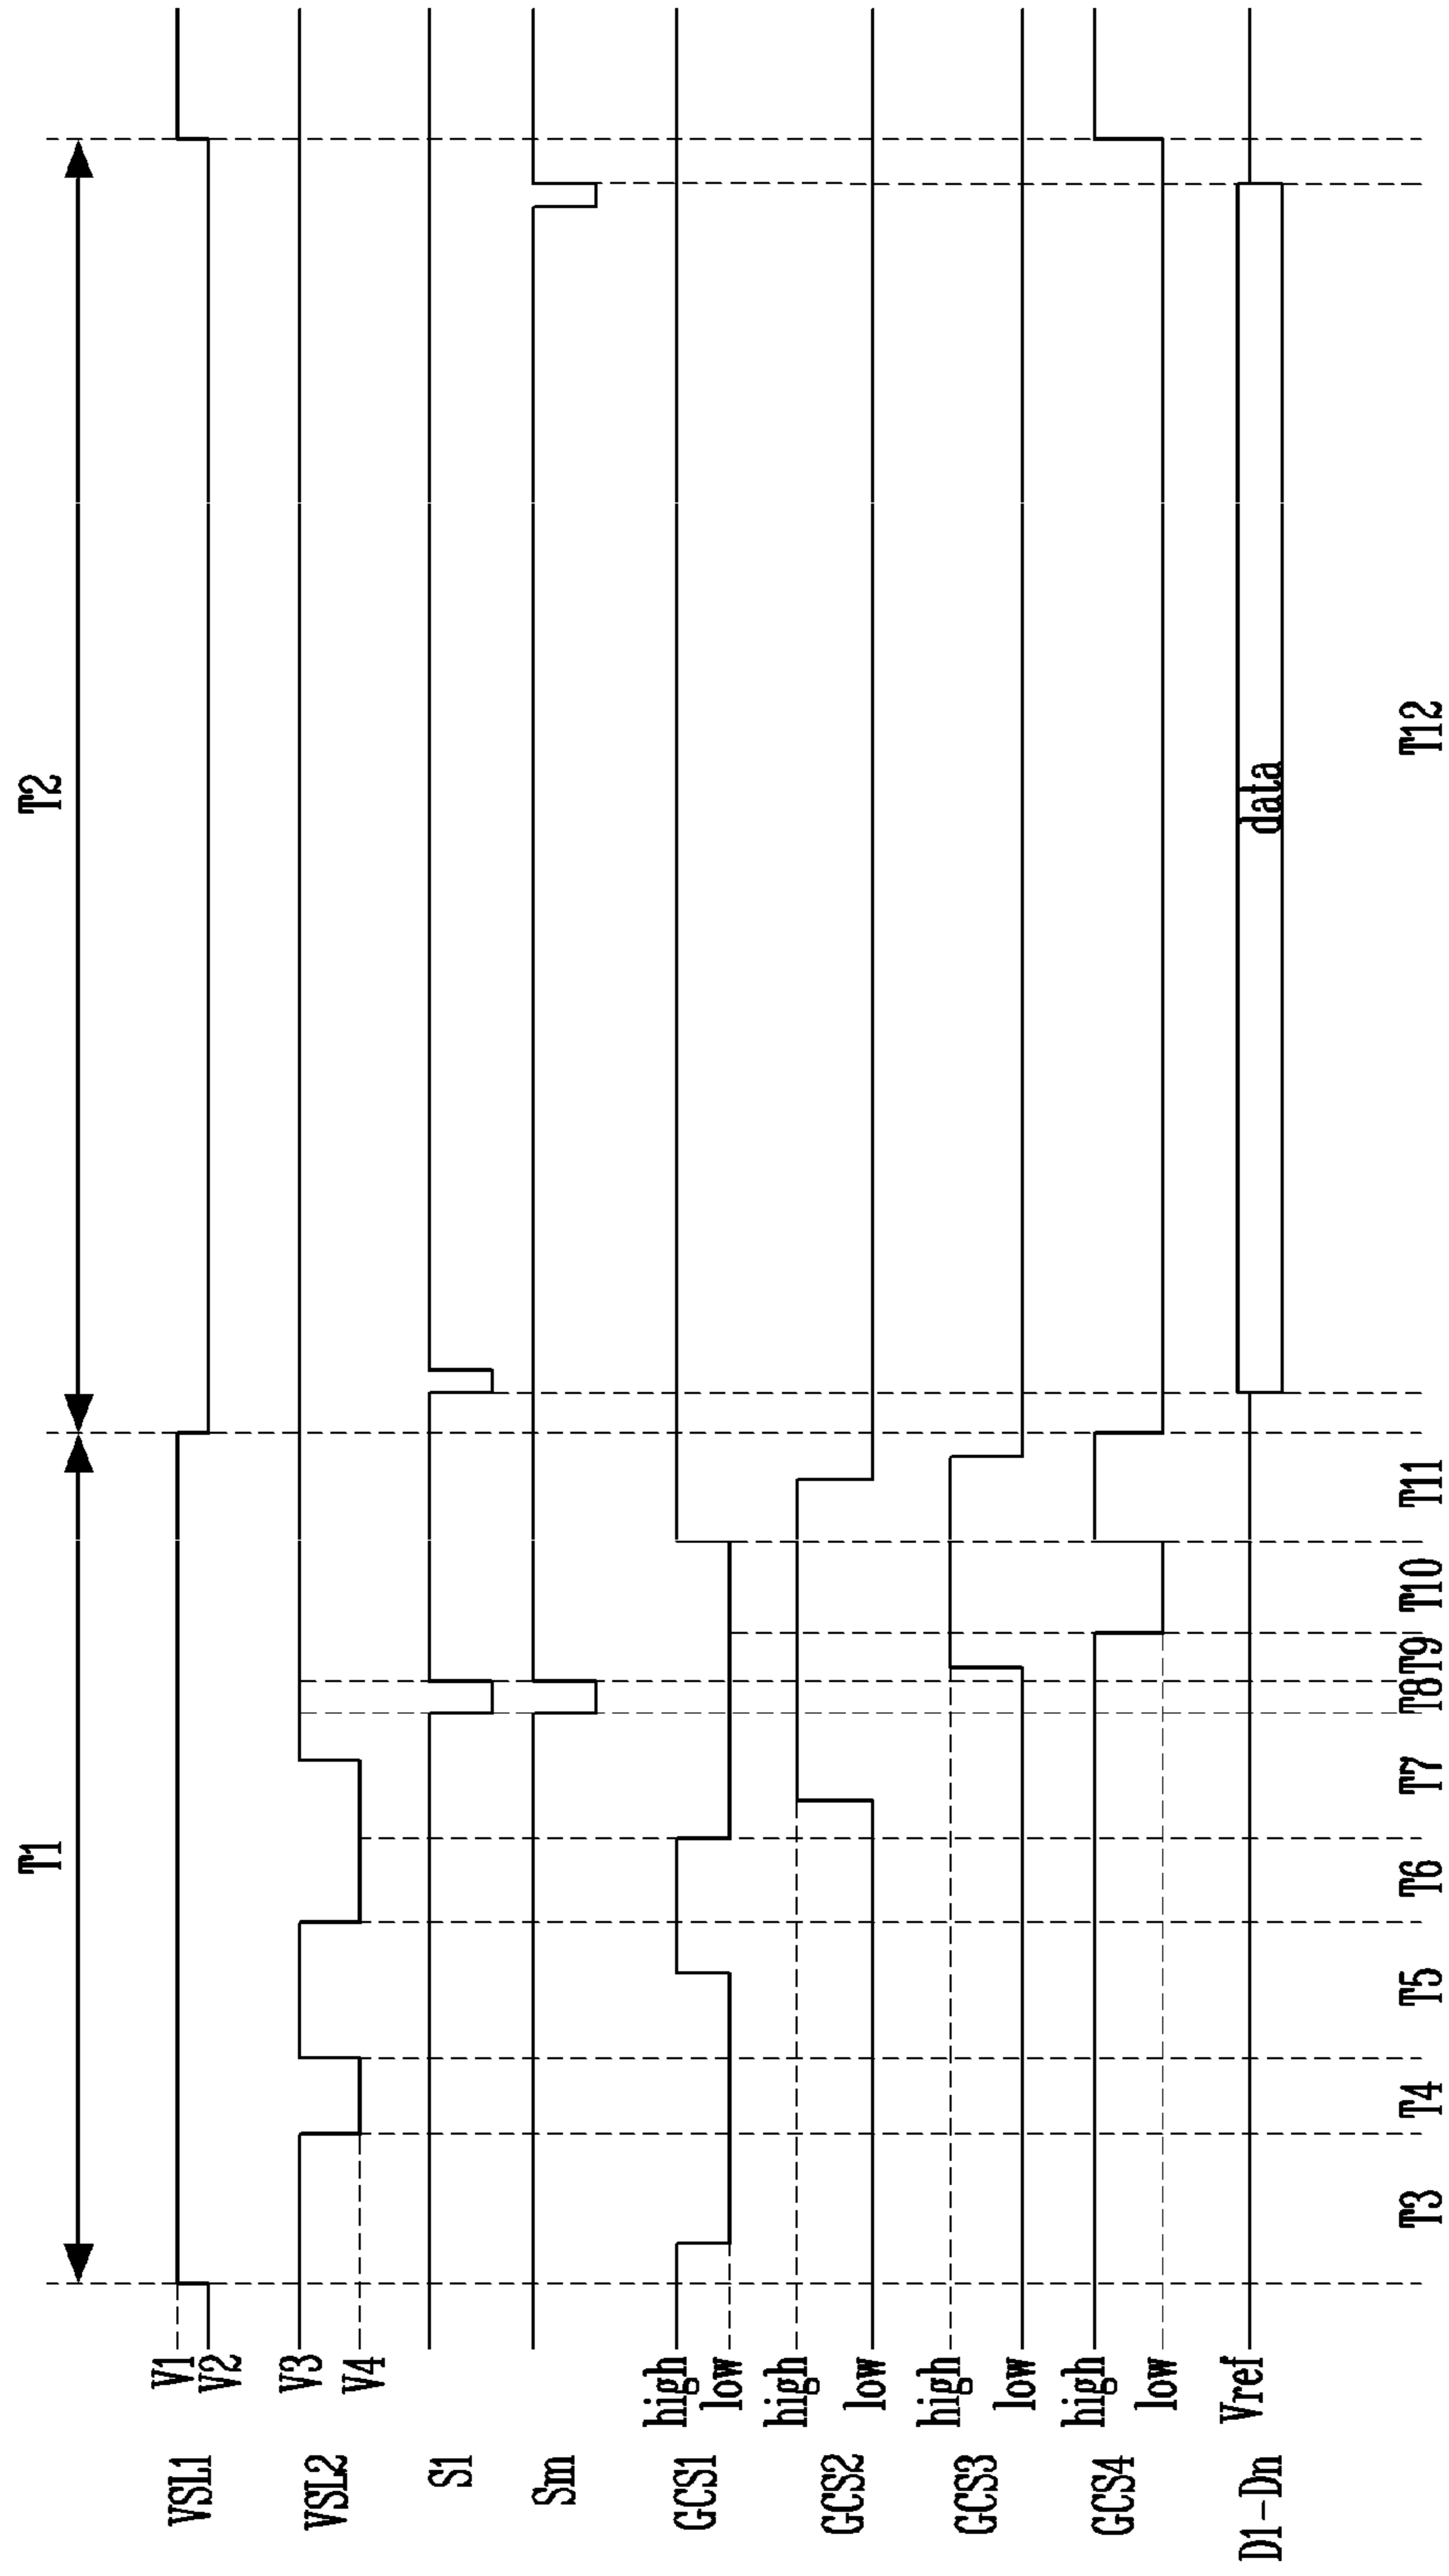 T1 T2
VSL1 V1
V2
VSL2 V3
V4
S1
Sm
GCS1 high
low
GCS2 high
low
GCS3 high
low
GCS4 high
low
D1-Dn Vref data
T3 T4 T5 T6 T7 T8 T9 T10 T11 T12